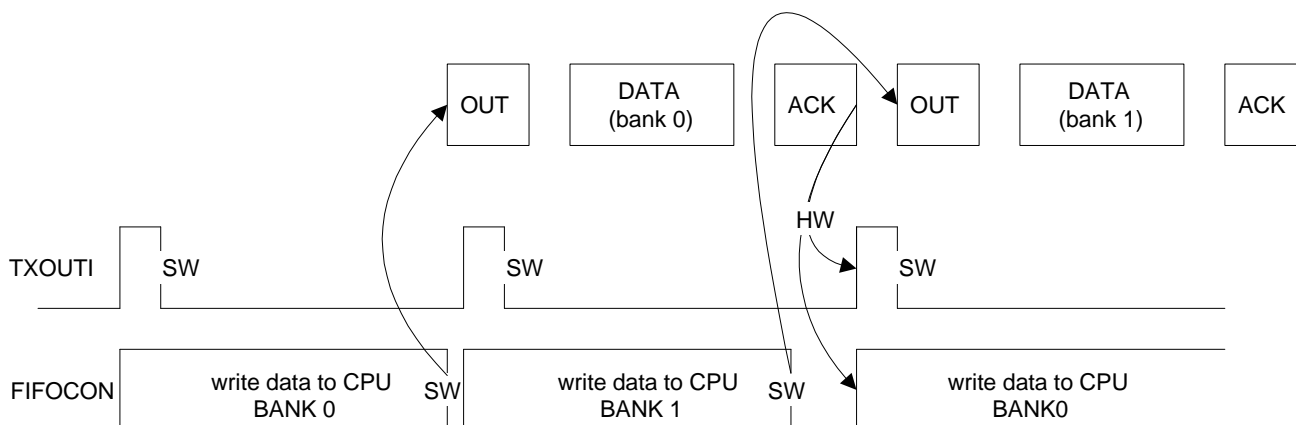 OUT
DATA
(bank 0)
ACK
OUT
DATA
(bank 1)
ACK
HW
TXOUTI
SW
SW
SW
FIFOCON
write data to CPU
BANK 0
SW
write data to CPU
BANK 1
SW
write data to CPU
BANK0